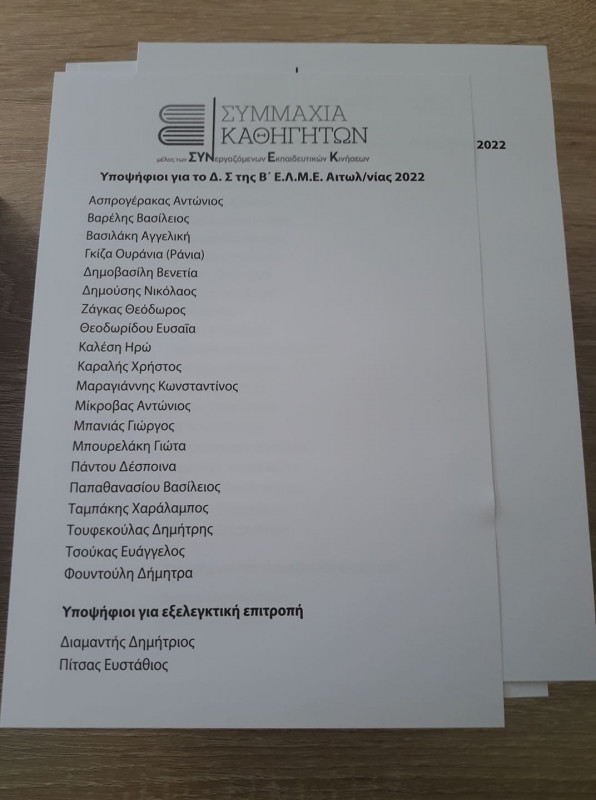 ΣΥΜΜΑΧΙΑ
ΚΑΘΗΓΗΤΩΝ
μέλος των ΣΥΝεργαζόμενων Εκπαιδευτικών Κινήσεων
2022
Υποψήφιοι για το Δ. Σ της Β΄ Ε.Λ.Μ.Ε. Αιτωλ/νίας 2022
Ασπρογέρακας Αντώνιος
Βαρέλης Βασίλειος
Βασιλάκη Αγγελική
Γκίζα Ουράνια (Ράνια)
Δημοβασίλη Βενετία
Δημούσης Νικόλαος
Ζάγκας Θεόδωρος
Θεοδωρίδου Ευσαΐα
Καλέση Ηρώ
Καραλής Χρήστος
Μαραγιάννης Κωνσταντίνος
Μίκροβας Αντώνιος
Μπανιάς Γιώργος
Μπουρελάκη Γιώτα
Πάντου Δέσποινα
Παπαθανασίου Βασίλειος
Ταμπάκης Χαράλαμπος
Τουφεκούλας Δημήτρης
Τσούκας Ευάγγελος
Φουντούλη Δήμητρα
Υποψήφιοι για εξελεγκτική επιτροπή
Διαμαντής Δημήτριος
Πίτσας Ευστάθιος